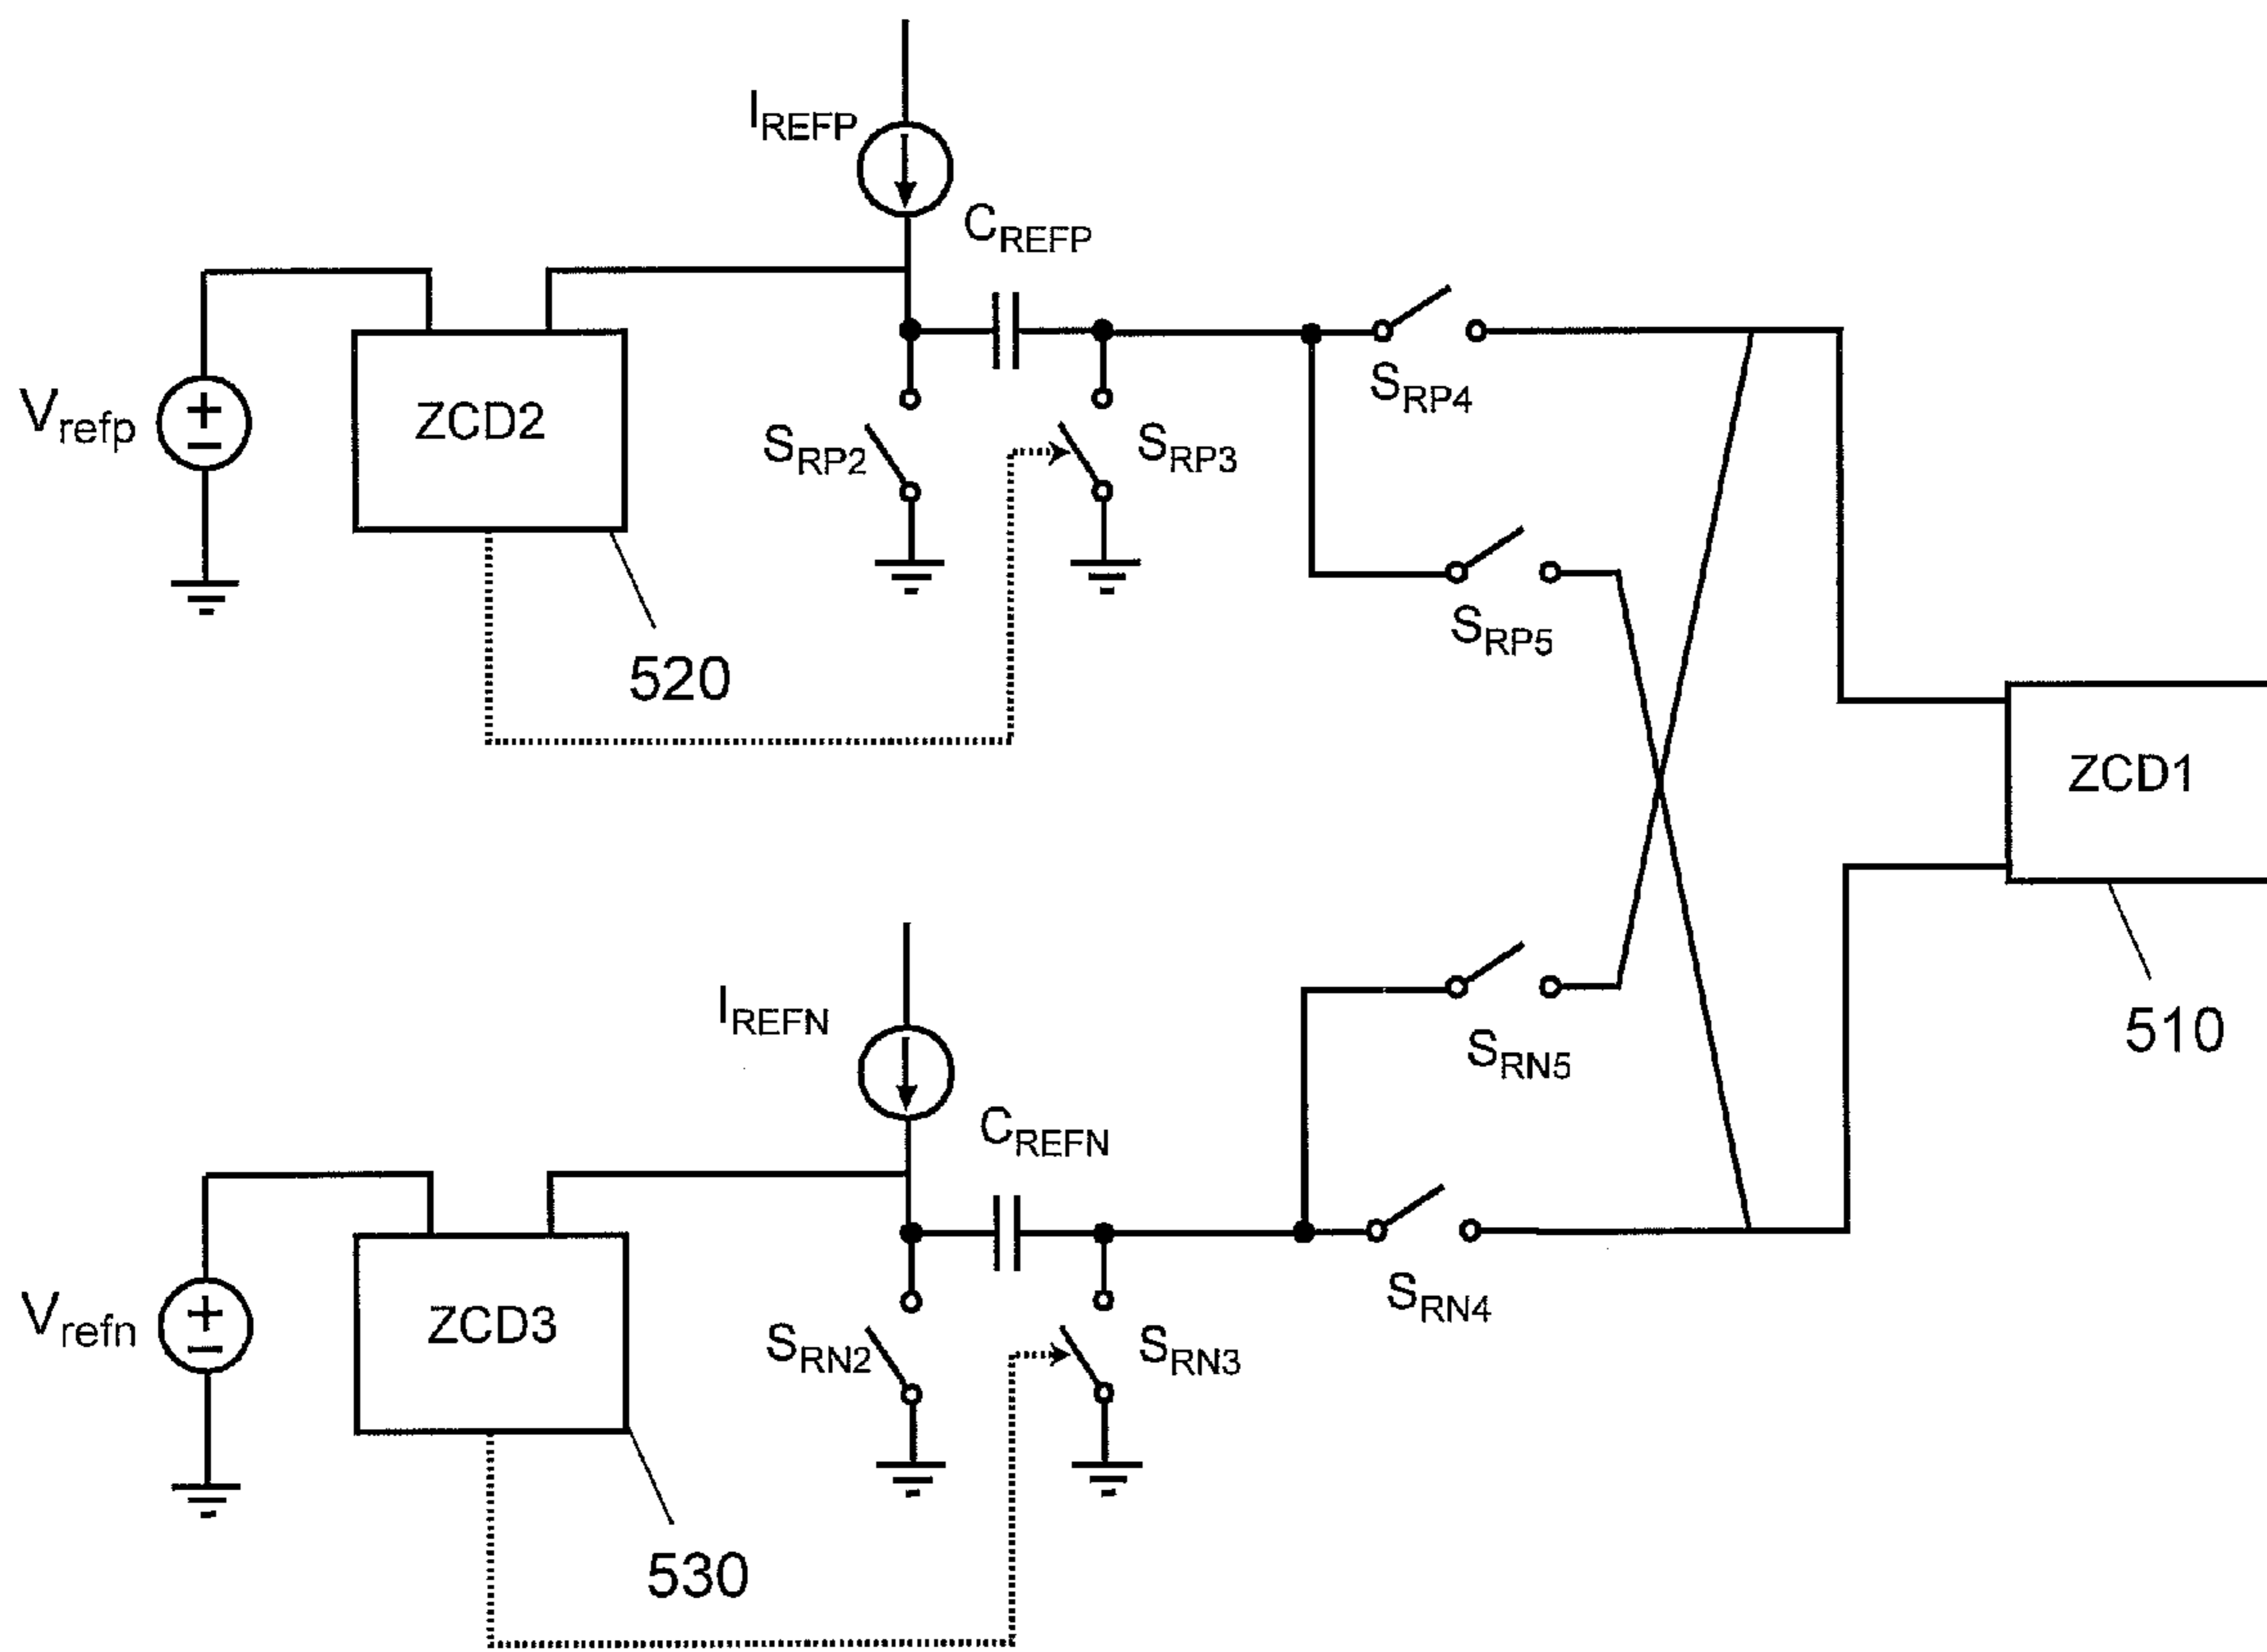 I_REFP
C_REFP
V_refp
ZCD2
S_RP2
S_RP3
S_RP4
S_RP5
520
ZCD1
510
I_REFN
C_REFN
S_RN5
V_refn
ZCD3
S_RN2
S_RN3
S_RN4
530